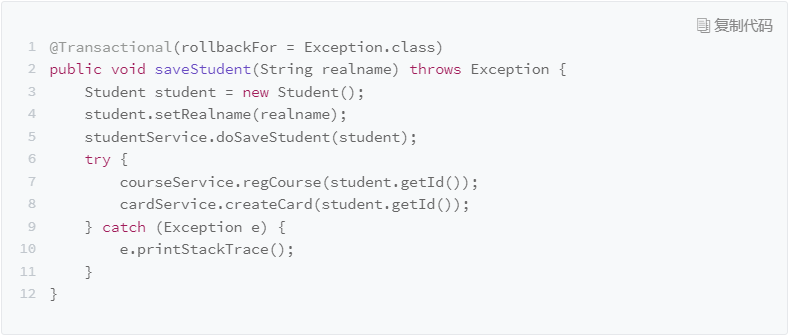 复制代码
1 @Transactional(rollbackFor = Exception.class)
2 public void saveStudent(String realname) throws Exception {
3     Student student = new Student();
4     student.setRealname(realname);
5     studentService.doSaveStudent(student);
6     try {
7         courseService.regCourse(student.getId());
8         cardService.createCard(student.getId());
9     } catch (Exception e) {
10         e.printStackTrace();
11     }
12 }